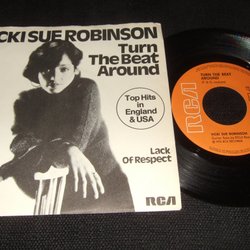 CKI SUE ROBINSON
Turn
The Beat
Around
Top Hits
in
England
& USA
Lack
Of Respect
RCA
RCA
TURN THE BEAT
AROUND
VICKI SUE ROBINSON